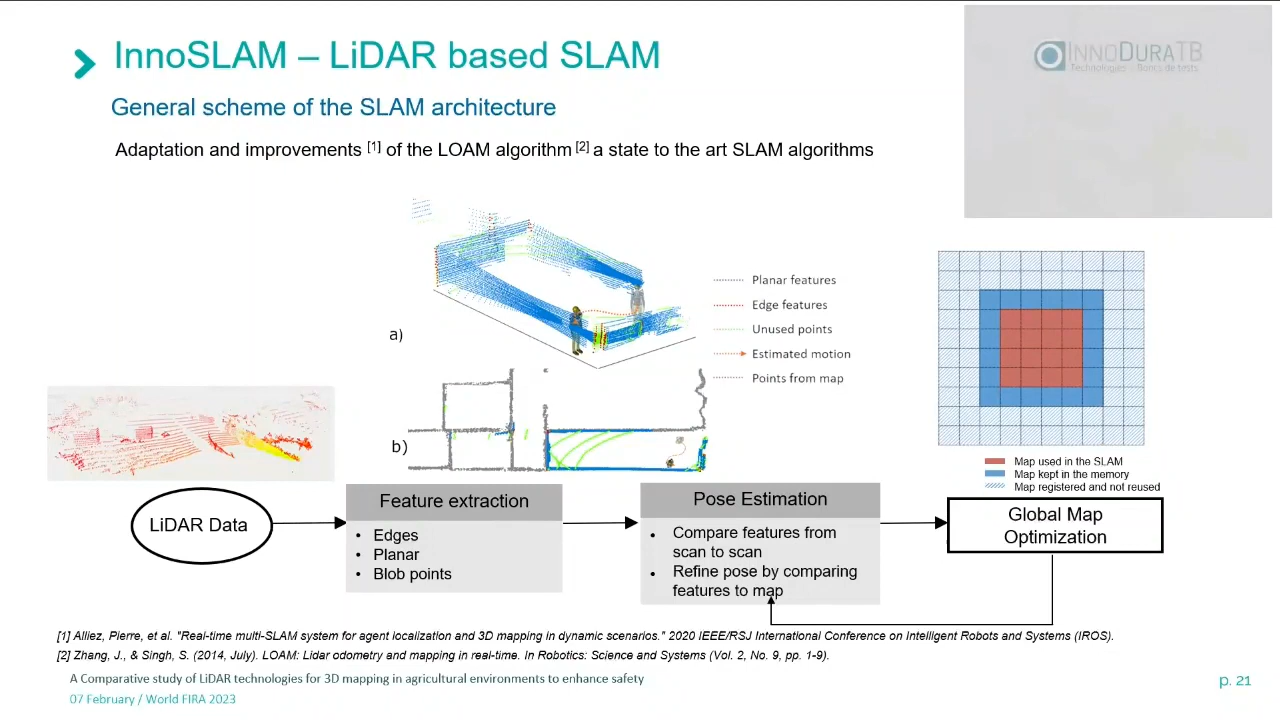 InnoSLAM – LiDAR based SLAM
INNODURATB
Technologies - Bancs de tests
General scheme of the SLAM architecture
Adaptation and improvements [1] of the LOAM algorithm [2] a state to the art SLAM algorithms
Planar features
Edge features
Unused points
Estimated motion
Points from map
a)
b)
Map used in the SLAM
Map kept in the memory
Map registered and not reused
LiDAR Data
Feature extraction
• Edges
• Planar
• Blob points
Pose Estimation
• Compare features from
scan to scan
• Refine pose by comparing
features to map
Global Map
Optimization
[1] Alliez, Pierre, et al. "Real-time multi-SLAM system for agent localization and 3D mapping in dynamic scenarios." 2020 IEEE/RSJ International Conference on Intelligent Robots and Systems (IROS).
[2] Zhang, J., & Singh, S. (2014, July). LOAM: Lidar odometry and mapping in real-time. In Robotics: Science and Systems (Vol. 2, No. 9, pp. 1-9).
A Comparative study of LiDAR technologies for 3D mapping in agricultural environments to enhance safety
07 February / World FIRA 2023
p. 21